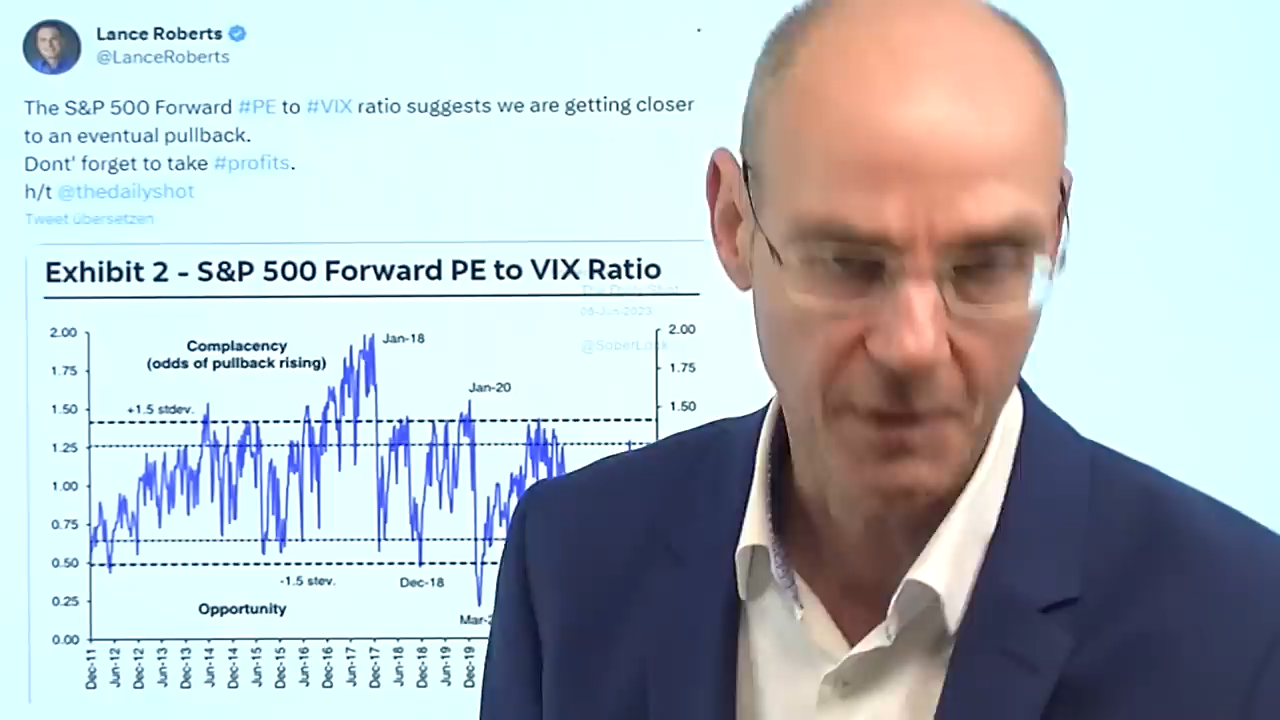 Lance Roberts
@LanceRoberts
The S&P 500 Forward #PE to #VIX ratio suggests we are getting closer
to an eventual pullback.
Dont' forget to take #profits.
h/t @thedailyshot
Tweet übersetzen
Exhibit 2 - S&P 500 Forward PE to VIX Ratio
The Daily Shot
@SoberLook
2.00
1.75
1.50
1.25
1.00
0.75
0.50
0.25
0.00
2.00
1.75
1.50
Complacency
(odds of pullback rising)
Jan-18
Jan-20
+1.5 stdev.
-1.5 stev.
Dec-18
Opportunity
Dec-11
Jun-12
Dec-12
Jun-13
Dec-13
Jun-14
Dec-14
Jun-15
Dec-15
Jun-16
Dec-16
Jun-17
Dec-17
Jun-18
Dec-18
Jun-19
Dec-19